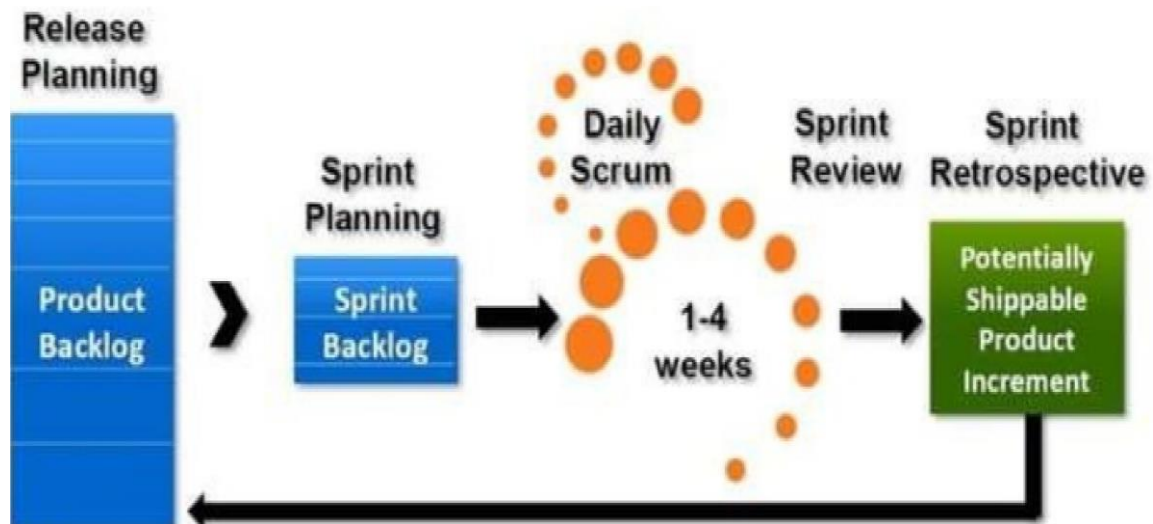 Release
Planning
Product
Backlog
Sprint
Planning
Sprint
Backlog
Daily
Scrum
1-4
weeks
Sprint
Review
Sprint
Retrospective
Potentially
Shippable
Product
Increment